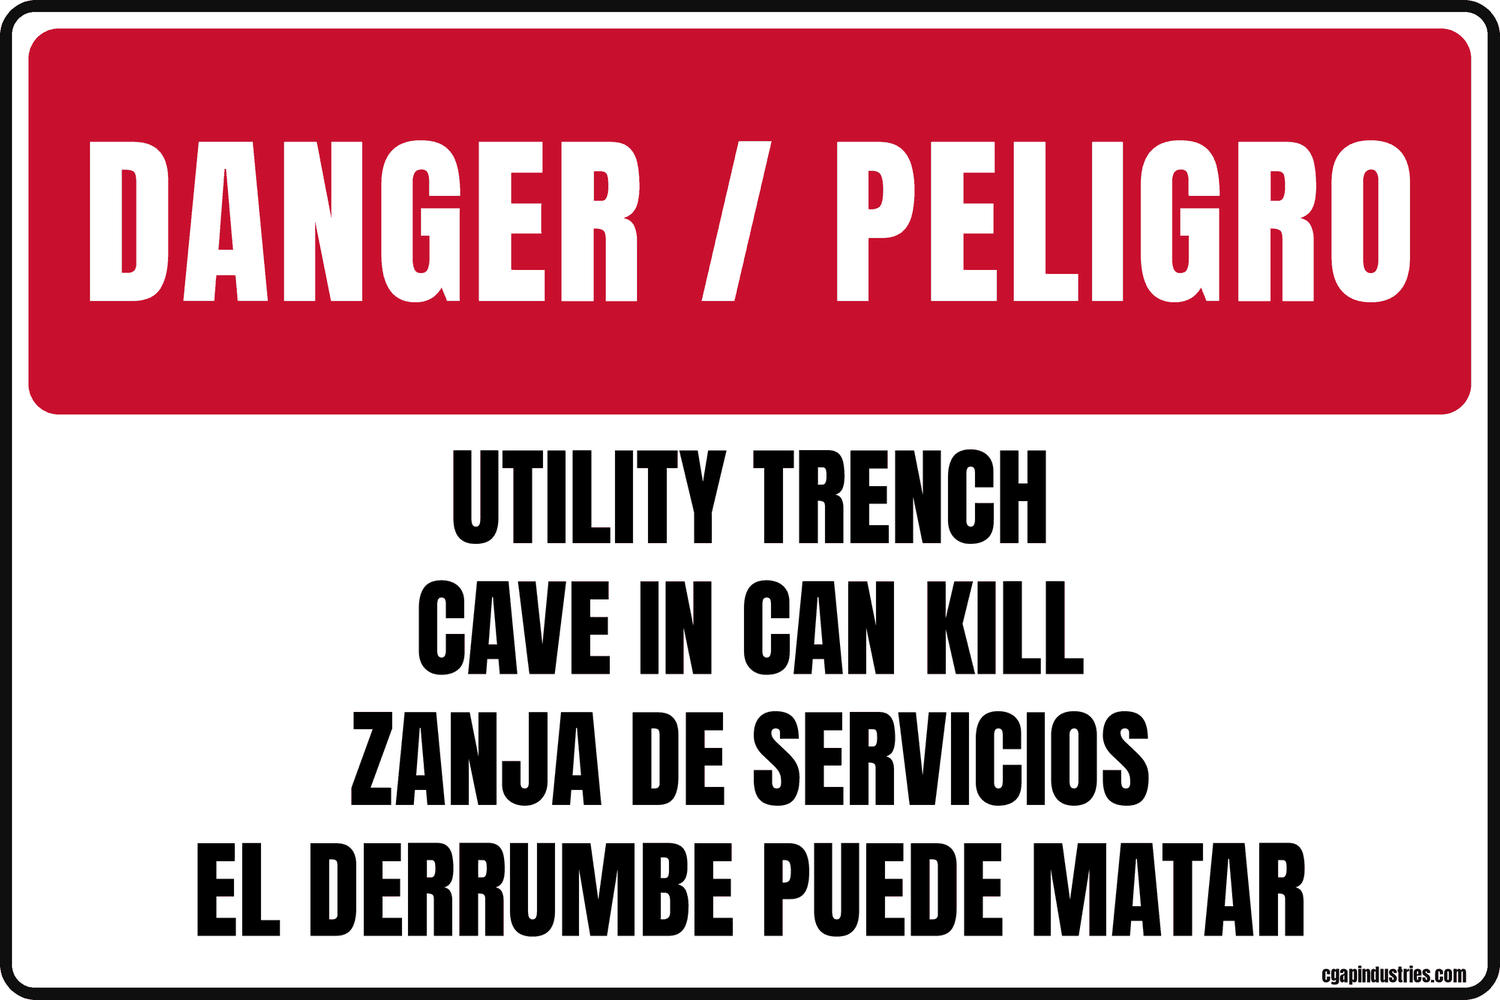 DANGER / PELIGRO
UTILITY TRENCH
CAVE IN CAN KILL
ZANJA DE SERVICIOS
EL DERRUMBE PUEDE MATAR
cgapindustries.com